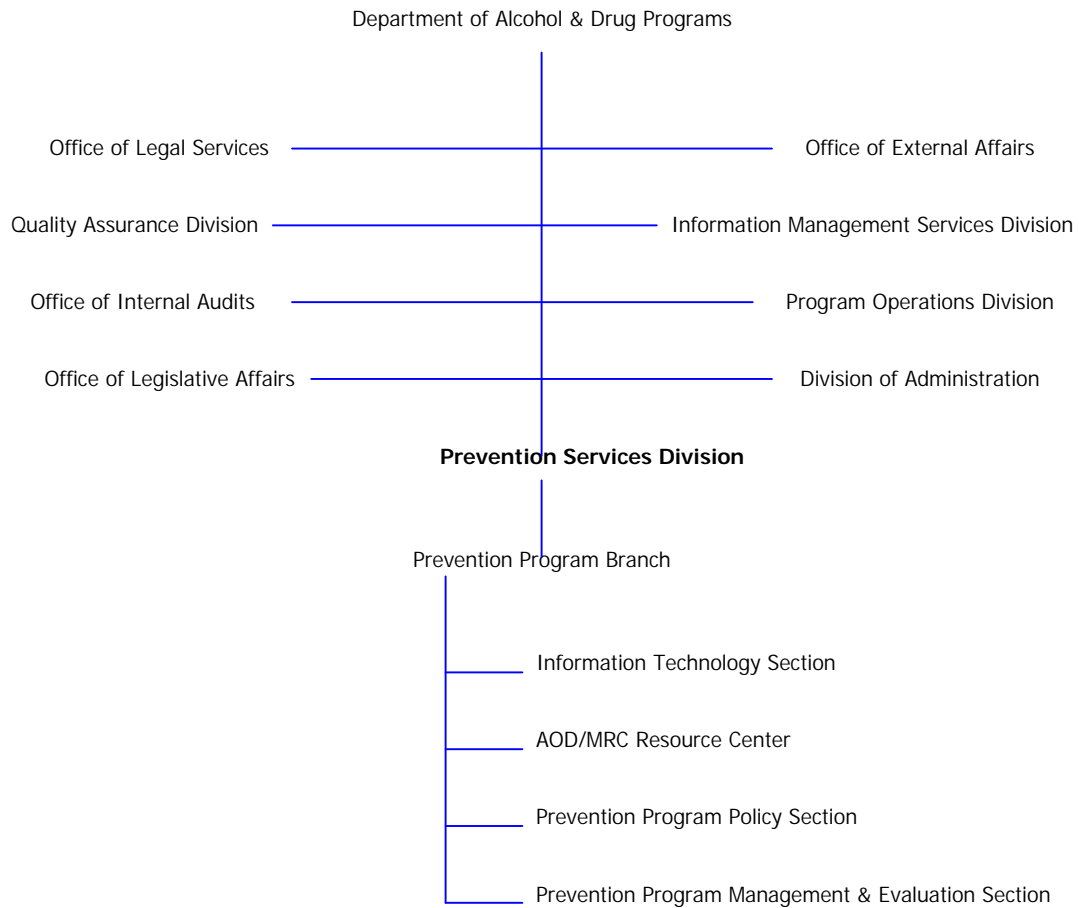 Department of Alcohol & Drug Programs
Office of Legal Services
Office of External Affairs
Quality Assurance Division
Information Management Services Division
Office of Internal Audits
Program Operations Division
Office of Legislative Affairs
Division of Administration
Prevention Services Division
Prevention Program Branch
Information Technology Section
AOD/MRC Resource Center
Prevention Program Policy Section
Prevention Program Management & Evaluation Section